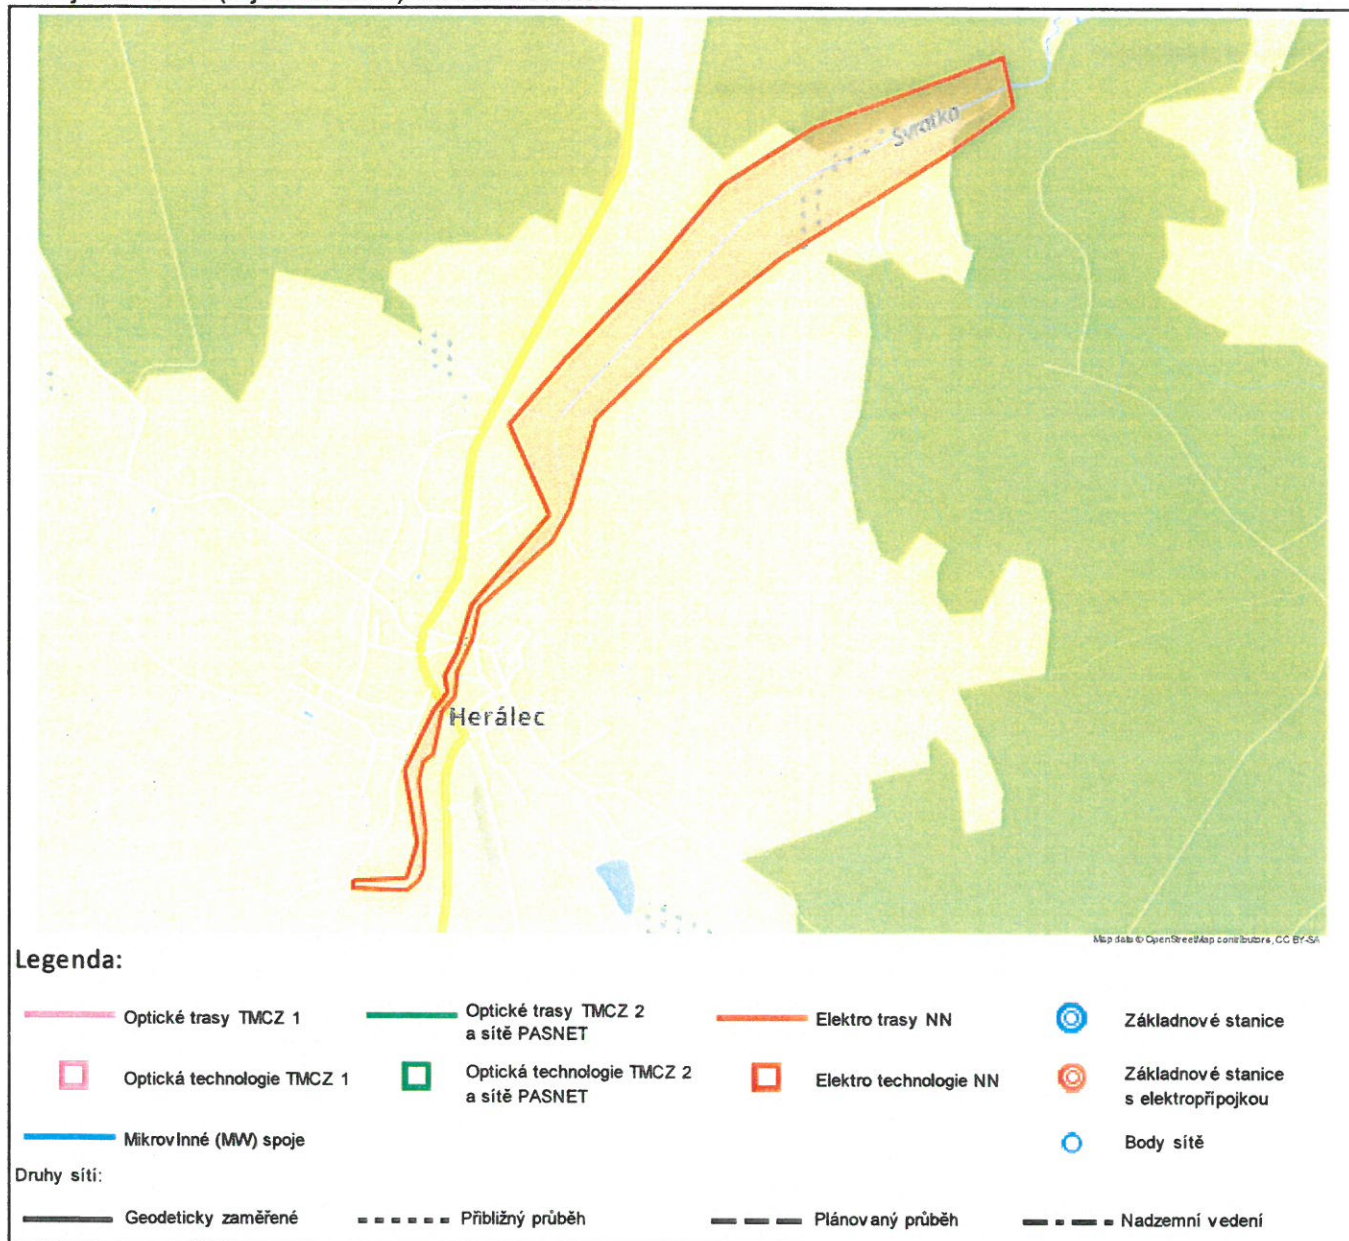 Svratka
Herálec
Map data © OpenStreetMap contributors, CC BY-SA
Legenda:
Optické trasy TMCZ 1
Optické trasy TMCZ 2
a sítě PASNET
Elektro trasy NN
Základnové stanice
Optická technologie TMCZ 1
Optická technologie TMCZ 2
a sítě PASNET
Elektro technologie NN
Základnové stanice
s elektropřípojkou
Mikrovlnné (MW) spoje
Body sítě
Druhy sítí:
Geodeticky zaměřené
Přibližný průběh
Plánovaný průběh
Nadzemní vedení